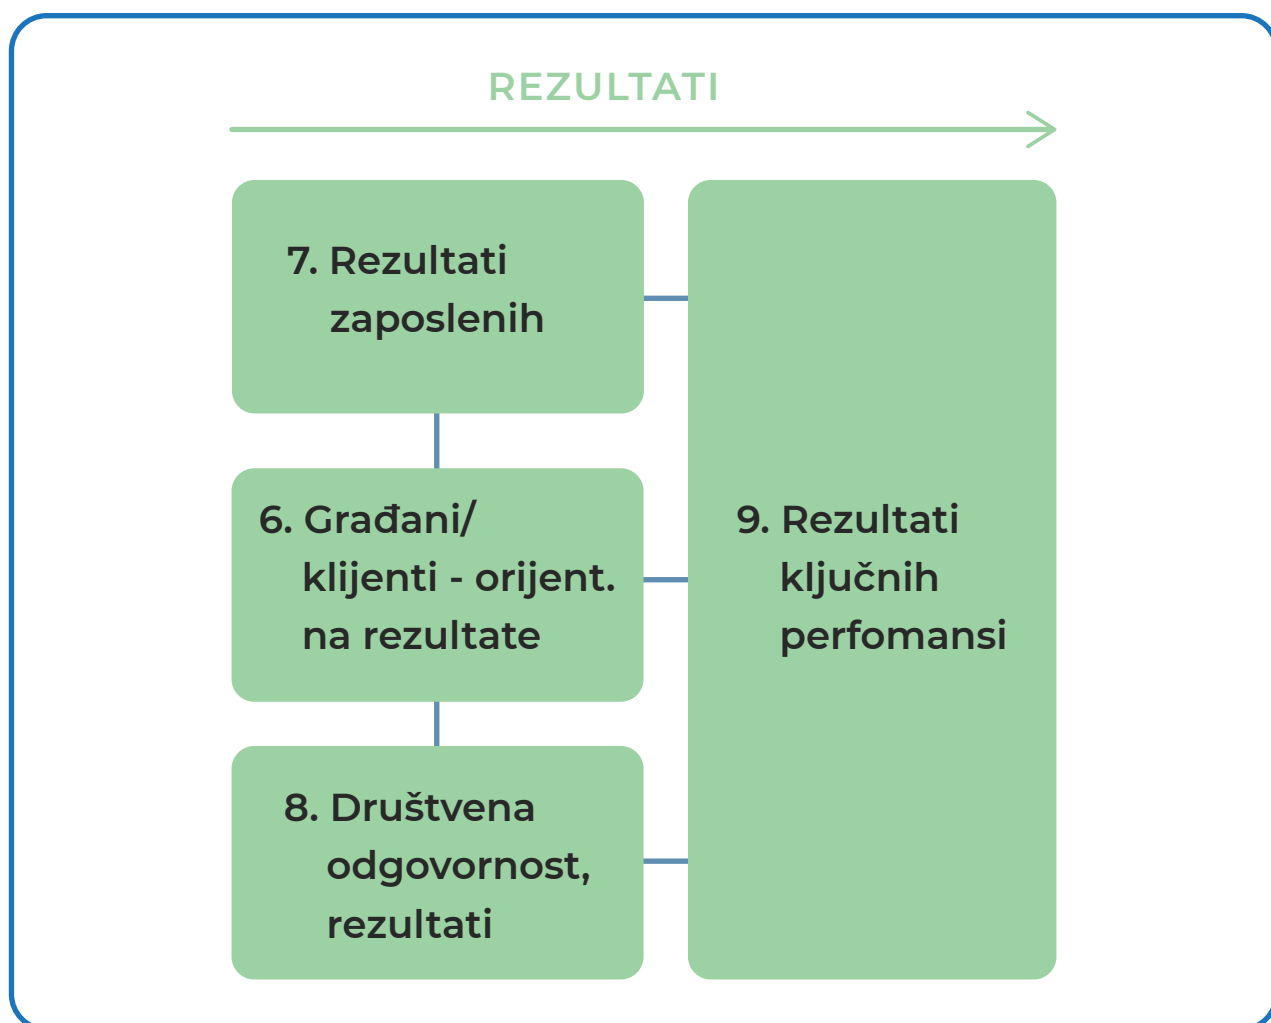 REZULTATI
7. Rezultati
zaposlenih
6. Građani/
klijenti - orijent.
na rezultate
8. Društvena
odgovornost,
rezultati
9. Rezultati
ključnih
perfomansi